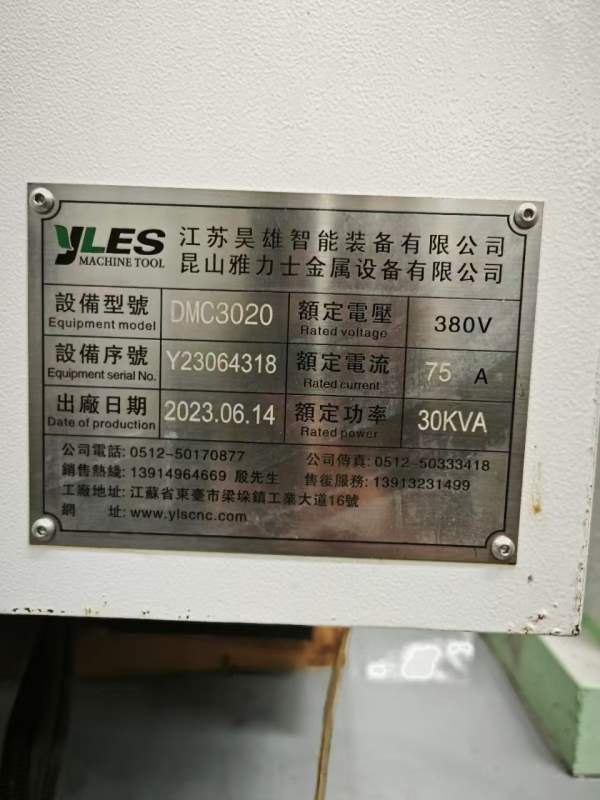 YLES
MACHINE TOOL
江苏昊雄智能装备有限公司
昆山雅力士金属设备有限公司
設備型號 DMC3020 額定電壓 380V
Equipment model Rated voltage
設備序號 Y23064318 額定電流 75 A
Equipment serial No. Rated current
出廠日期 2023.06.14 額定功率 30KVA
Date of production Rated power
公司電話: 0512-50170877 公司傳真: 0512-50333418
銷售熱綫: 13914964669 殷先生 售後服務: 13913231499
工廠地址: 江蘇省東臺市梁垛鎮工業大道16號
網 址: www.ylscnc.com